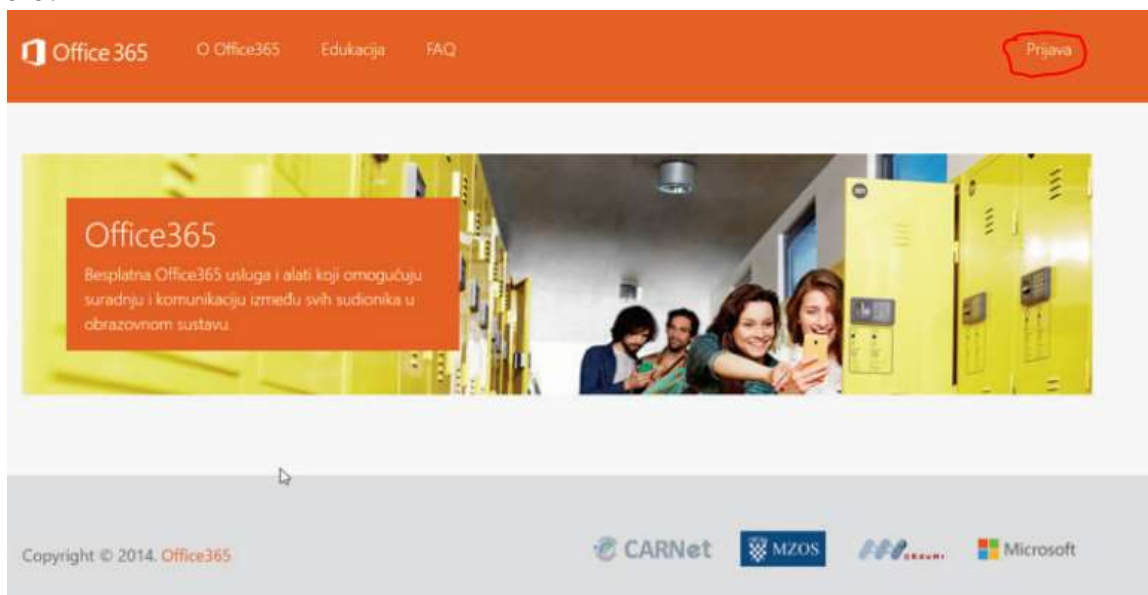 Office 365
O Office365
Edukacija
FAQ
Prijava
Office365
Besplatna Office365 usluga i alati koji omogućuju
suradnju i komunikaciju između svih sudionika u
obrazovnom sustavu.
Copyright © 2014. Office365
CARNet
MZOS
Microsoft